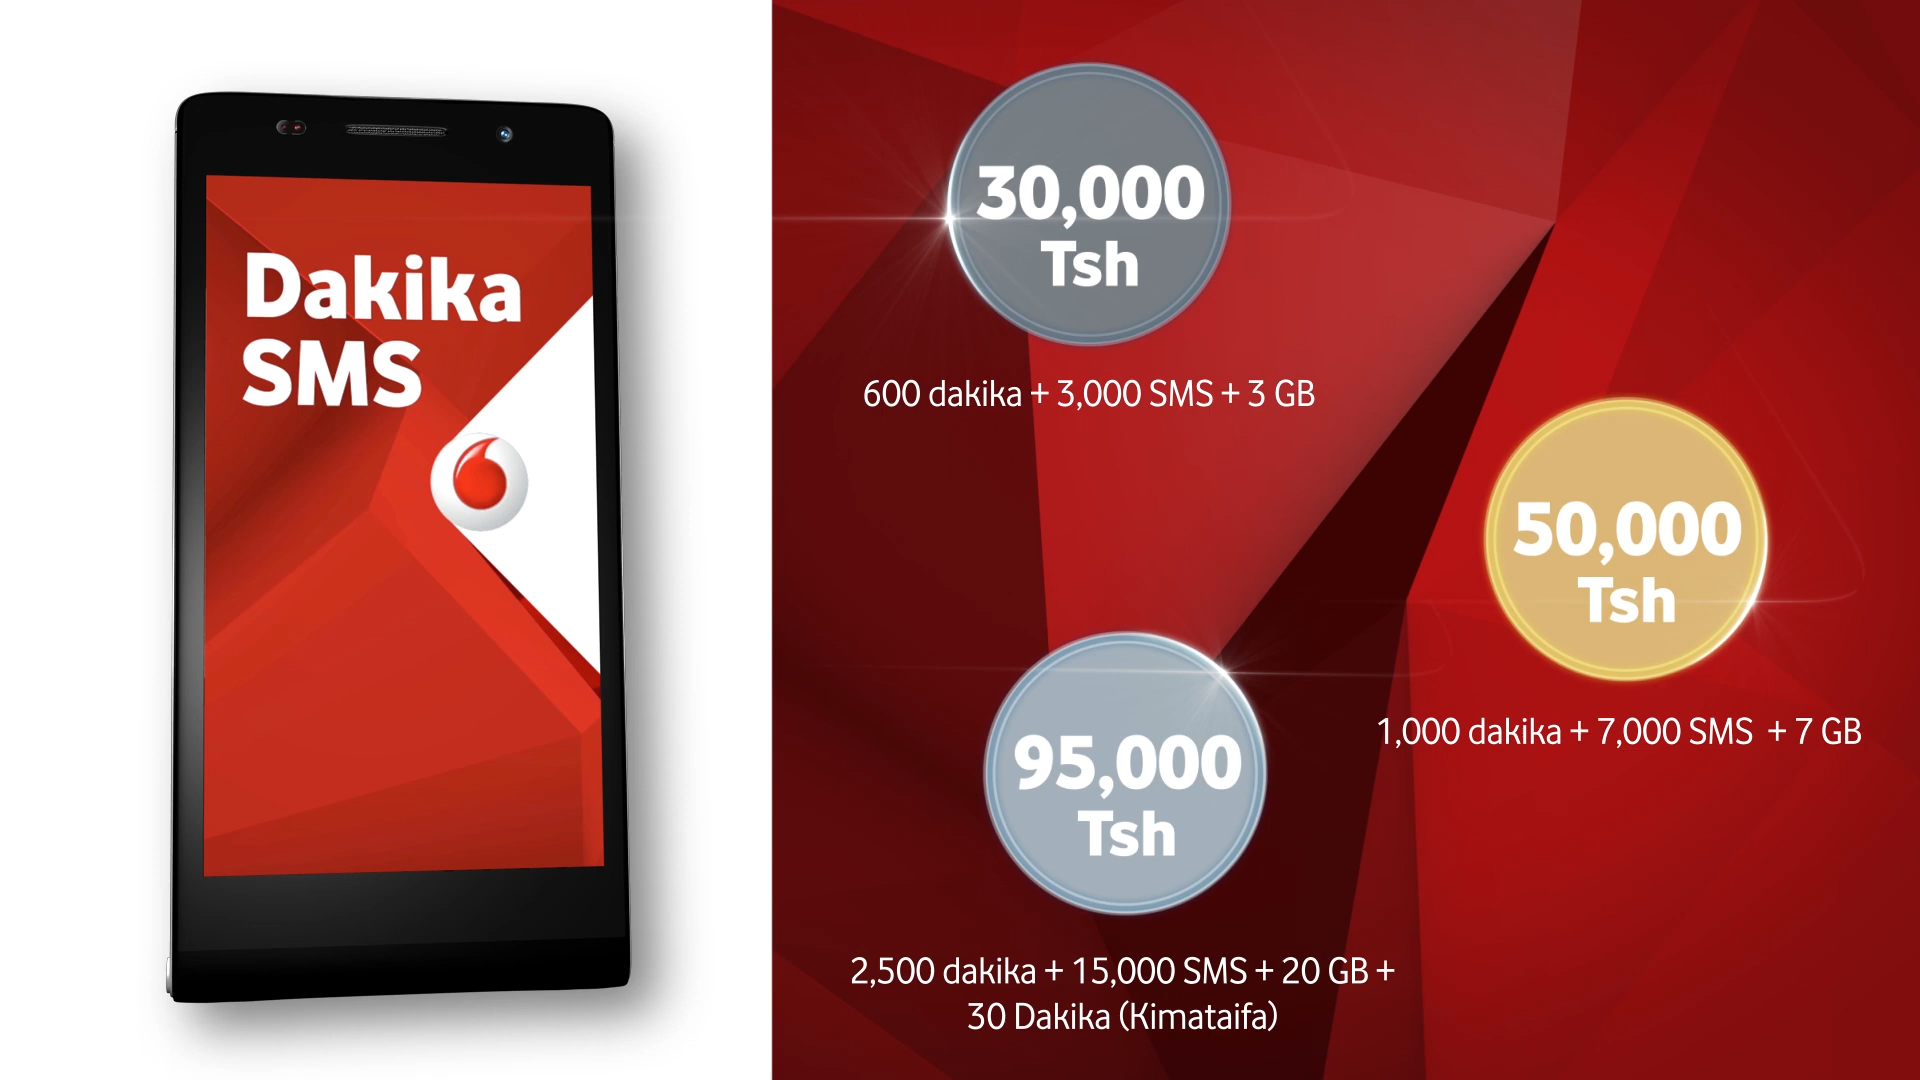 Dakika
SMS
30,000
Tsh
600 dakika + 3,000 SMS + 3 GB
50,000
Tsh
1,000 dakika + 7,000 SMS + 7 GB
95,000
Tsh
2,500 dakika + 15,000 SMS + 20 GB +
30 Dakika (Kimataifa)